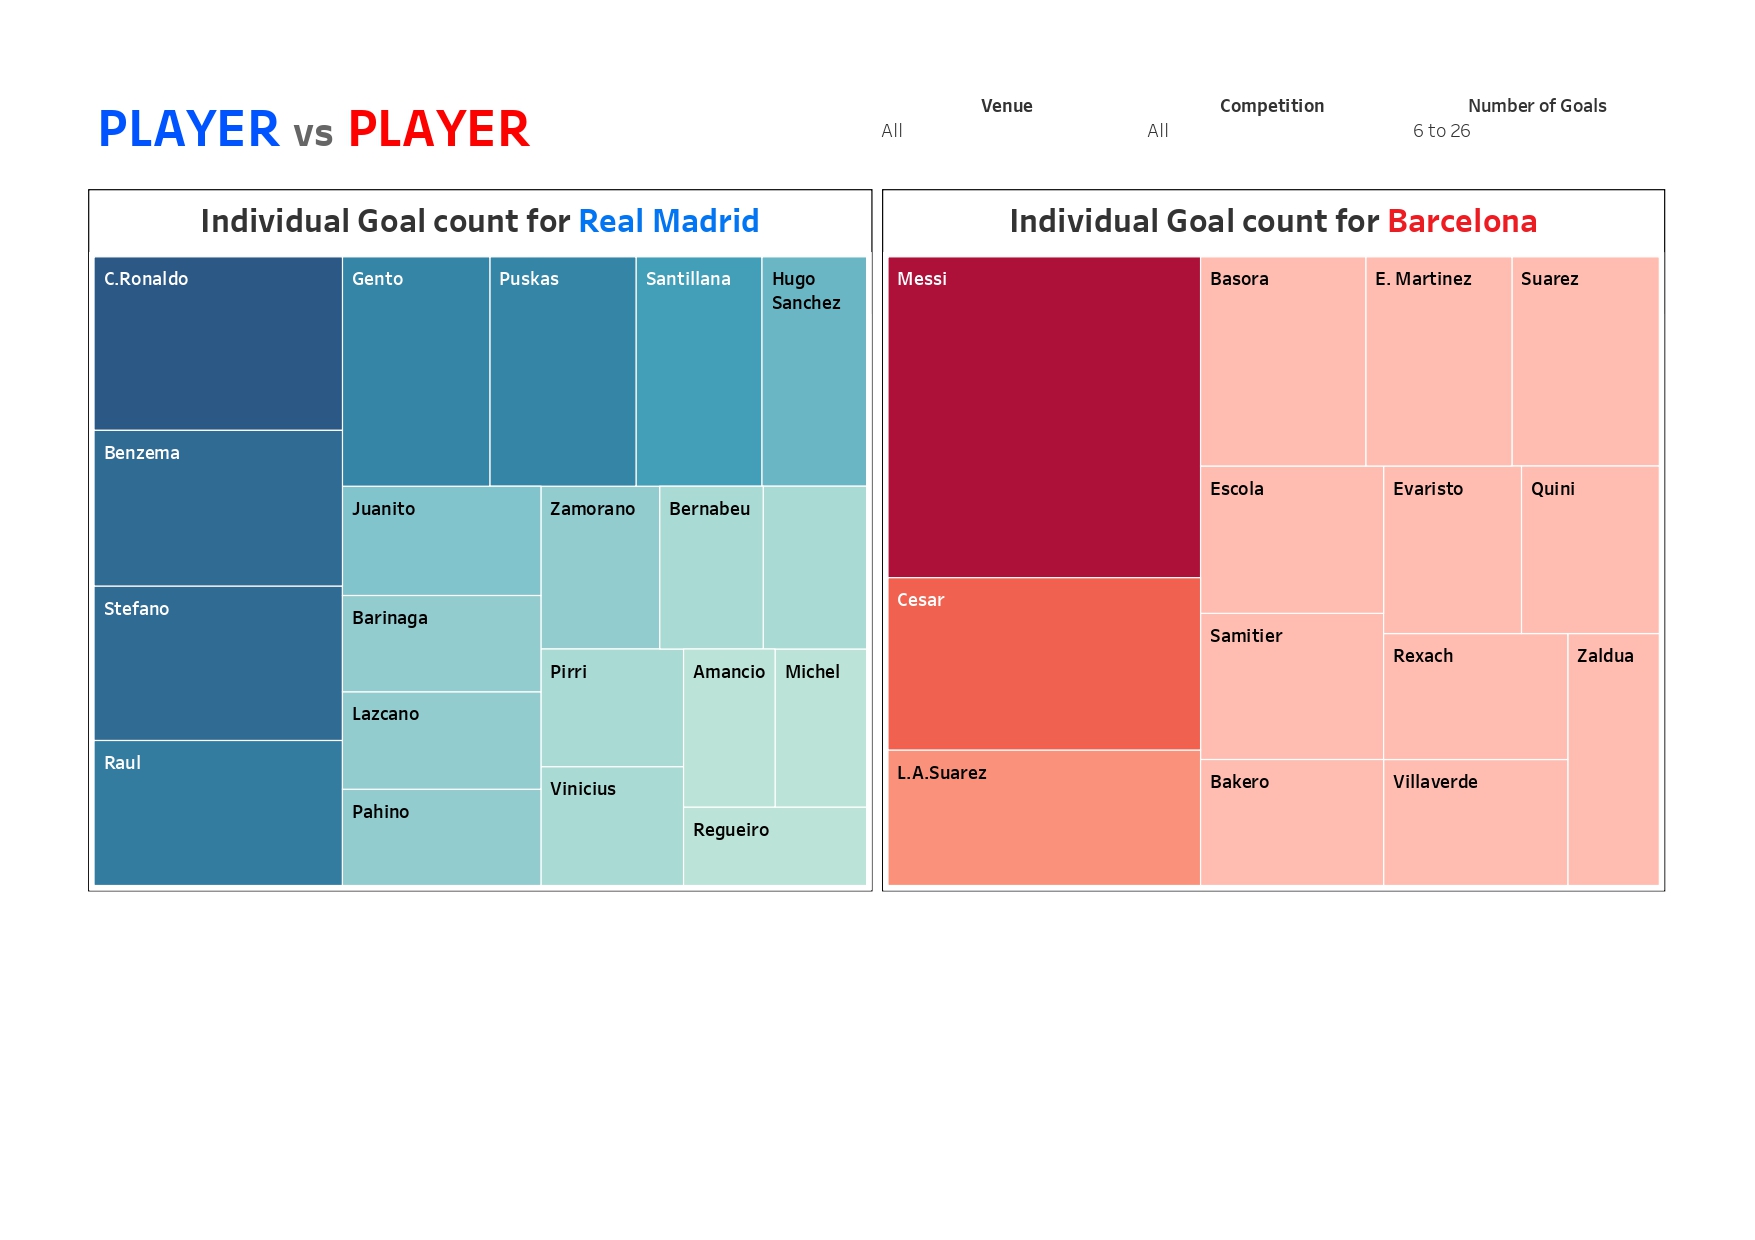 PLAYER vs PLAYER
Venue
All
Competition
All
Number of Goals
6 to 26
Individual Goal count for Real Madrid
C.Ronaldo
Benzema
Stefano
Raul
Gento
Puskas
Santillana
Hugo
Sanchez
Juanito
Barinaga
Lazcano
Pahino
Zamorano
Bernabeu
Pirri
Vinicius
Amancio
Michel
Regueiro
Individual Goal count for Barcelona
Messi
Cesar
L.A.Suarez
Basora
E. Martinez
Suarez
Escola
Samitier
Bakero
Evaristo
Quini
Rexach
Villaverde
Zaldua